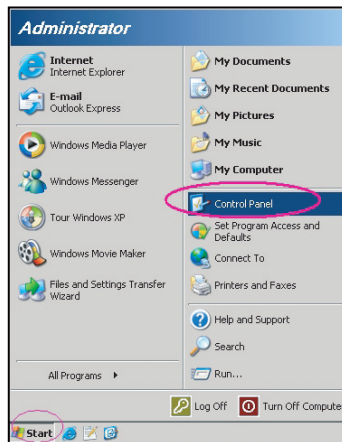 Administrator
Internet
Internet Explorer
E-mail
Outlook Express
Windows Media Player
Windows Messenger
Tour Windows XP
Windows Movie Maker
Files and Settings Transfer
Wizard
All Programs
My Documents
My Recent Documents
My Pictures
My Music
My Computer
Control Panel
Set Program Access and
Defaults
Connect To
Printers and Faxes
Help and Support
Search
Run...
Log Off
Turn Off Compute
Start